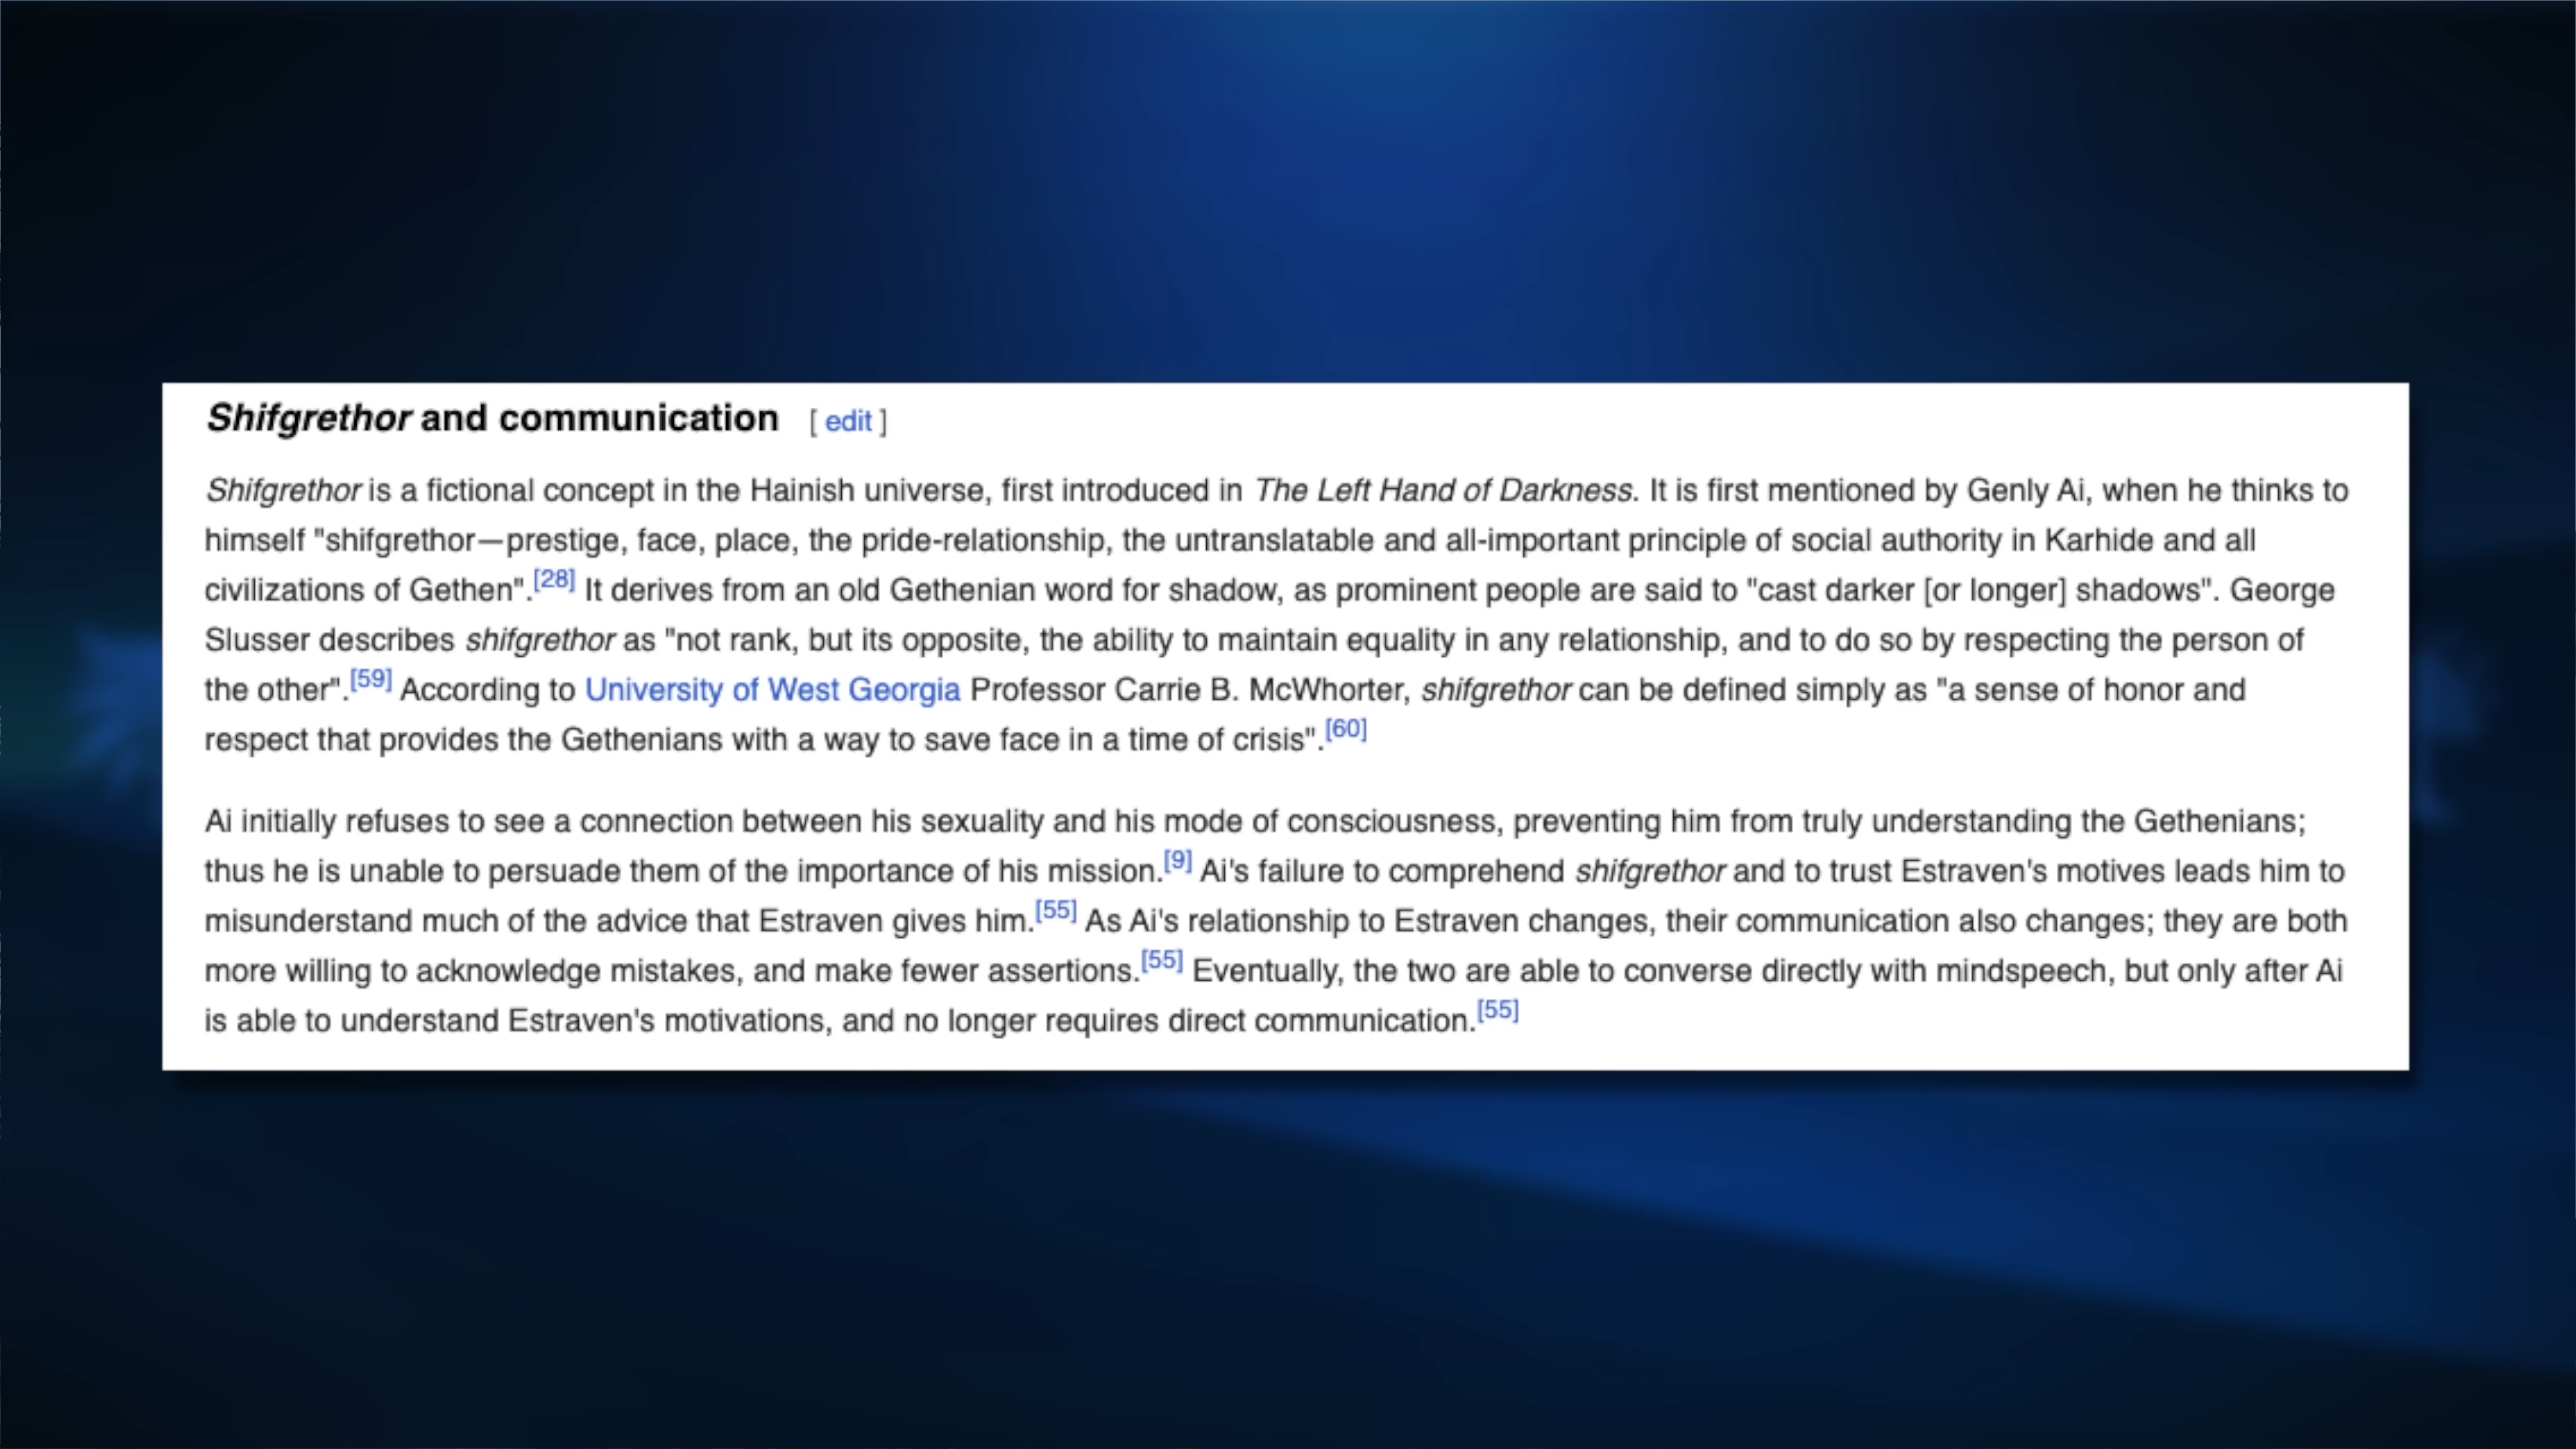 Shifgrethor and communication [ edit ]
Shifgrethor is a fictional concept in the Hainish universe, first introduced in The Left Hand of Darkness. It is first mentioned by Genly Ai, when he thinks to
himself "shifgrethor—prestige, face, place, the pride-relationship, the untranslatable and all-important principle of social authority in Karhide and all
civilizations of Gethen".[28] It derives from an old Gethenian word for shadow, as prominent people are said to "cast darker [or longer] shadows". George
Slusser describes shifgrethor as "not rank, but its opposite, the ability to maintain equality in any relationship, and to do so by respecting the person of
the other".[59] According to University of West Georgia Professor Carrie B. McWhorter, shifgrethor can be defined simply as "a sense of honor and
respect that provides the Gethenians with a way to save face in a time of crisis".[60]
Ai initially refuses to see a connection between his sexuality and his mode of consciousness, preventing him from truly understanding the Gethenians;
thus he is unable to persuade them of the importance of his mission.[9] Ai's failure to comprehend shifgrethor and to trust Estraven's motives leads him to
misunderstand much of the advice that Estraven gives him.[55] As Ai's relationship to Estraven changes, their communication also changes; they are both
more willing to acknowledge mistakes, and make fewer assertions.[55] Eventually, the two are able to converse directly with mindspeech, but only after Ai
is able to understand Estraven's motivations, and no longer requires direct communication.[55]